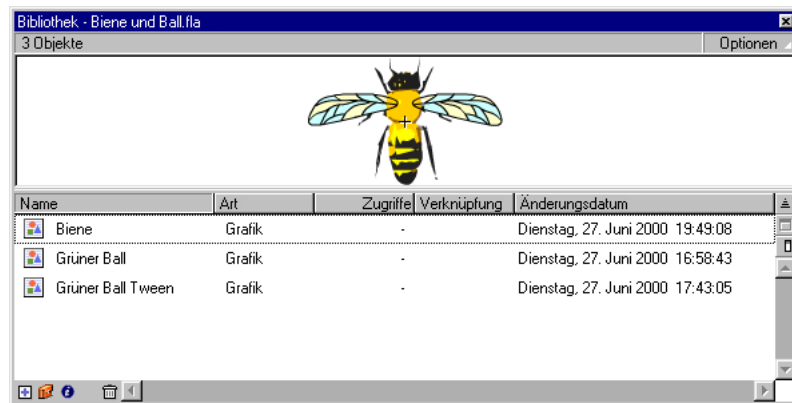 Bibliothek - Biene und Ball.fla
3 Objekte Optionen
Name Art Zugriffe Verknüpfung Änderungsdatum
Biene Grafik - Dienstag, 27. Juni 2000 19:49:08
Grüner Ball Grafik - Dienstag, 27. Juni 2000 16:58:43
Grüner Ball Tween Grafik - Dienstag, 27. Juni 2000 17:43:05